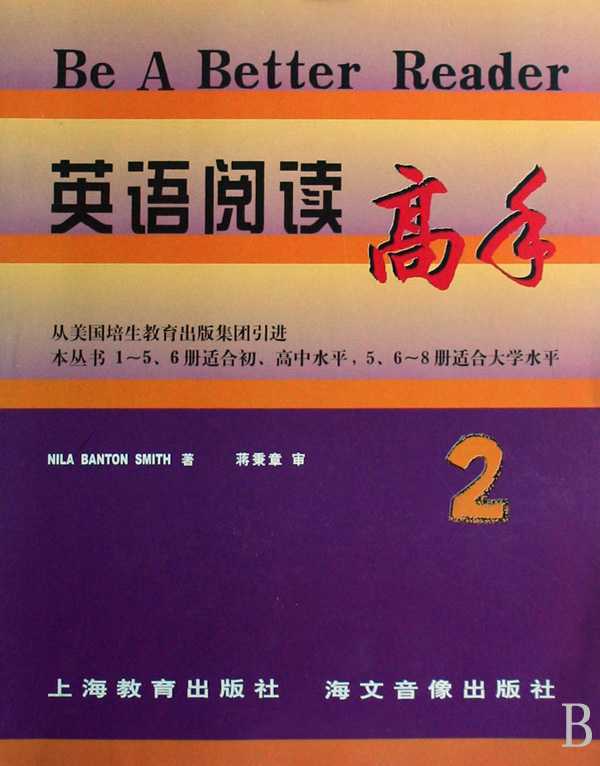 Be A Better Reader
英语阅读高手
从美国培生教育出版集团引进
本丛书 1～5、6册适合初、高中水平，5、6～8册适合大学水平
NILA BANTON SMITH 著 蒋秉章 审
2
上海教育出版社 海文音像出版社
B